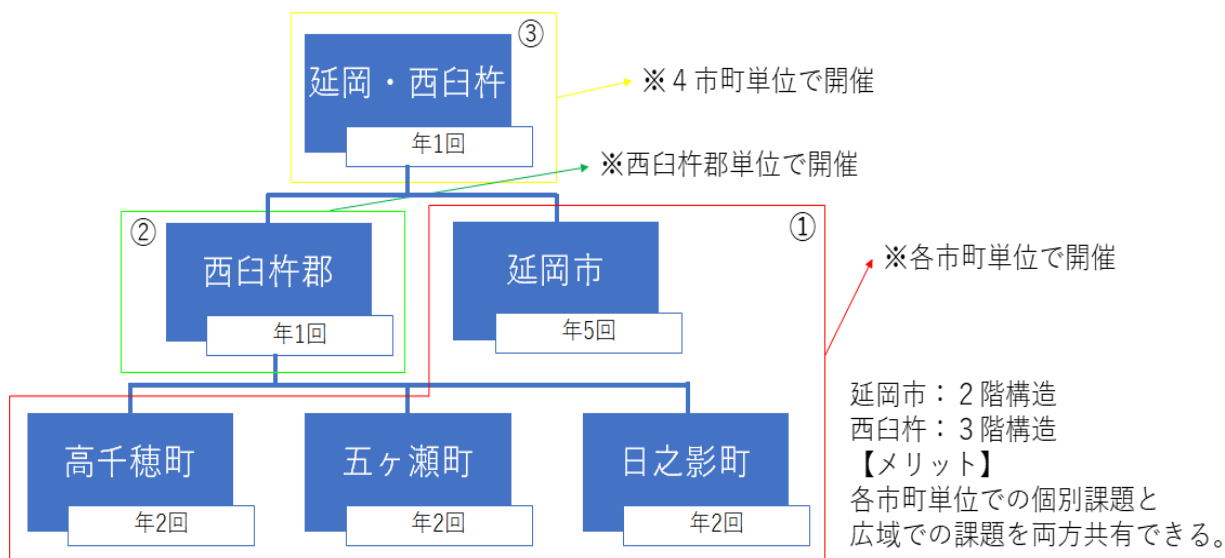 ③
延岡・西臼杵
年1回
※４市町単位で開催
※西臼杵郡単位で開催
②
西臼杵郡
年1回
①
延岡市
年5回
※各市町単位で開催
高千穂町
年2回
五ヶ瀬町
年2回
日之影町
年2回
延岡市：２階構造
西臼杵：３階構造
【メリット】
各市町単位での個別課題と
広域での課題を両方共有できる。